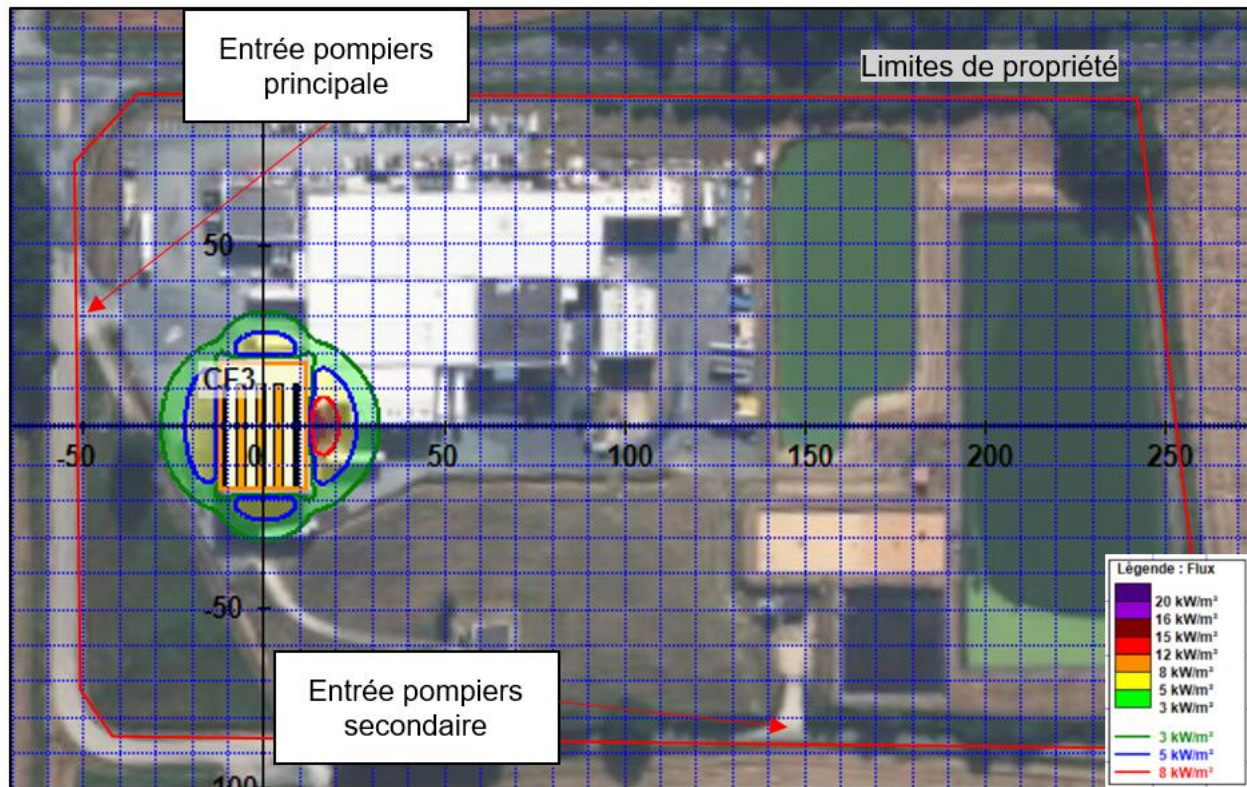 Entrée pompiers
principale
Limites de propriété
50
CF3
-50
0
50
100
150
200
250
-50
Entrée pompiers
secondaire
-100
Légende : Flux
20 kW/m²
16 kW/m²
15 kW/m²
12 kW/m²
8 kW/m²
5 kW/m²
3 kW/m²
3 kW/m²
5 kW/m²
8 kW/m²